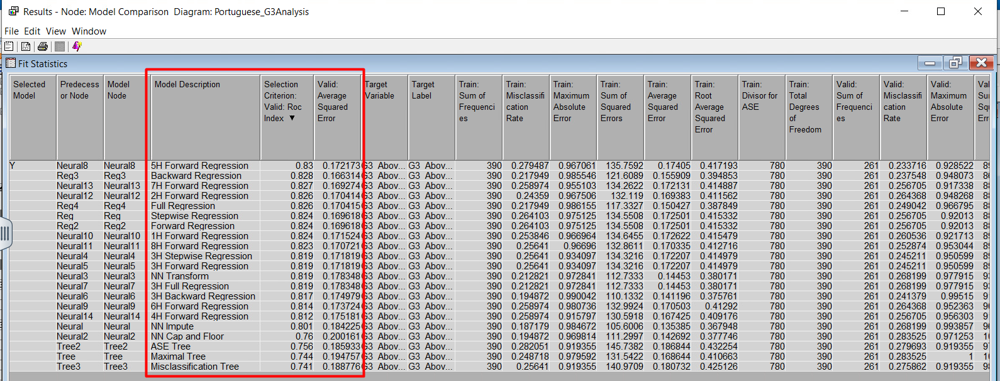 Results - Node: Model Comparison  Diagram: Portuguese_G3Analysis
File Edit View Window
Fit Statistics
Selected Model | Predecessor Node | Model Node | Model Description | Selection Criterion: Valid: Roc Index ▼ | Valid: Average Squared Error | Target Variable | Target Label | Train: Sum of Frequencies | Train: Misclassification Rate | Train: Maximum Absolute Error | Train: Sum of Squared Errors | Train: Average Squared Error | Train: Root Average Squared Error | Train: Divisor for ASE | Train: Total Degrees of Freedom | Valid: Sum of Frequencies | Valid: Misclassification Rate | Valid: Maximum Absolute Error
Y Neural8 Neural8 5H Forward Regression 0.83 0.172173 G3 Abov... G3 Abov... 390 0.279487 0.967061 135.7592 0.17405 0.417193 780 390 261 0.233716 0.928522
Reg3 Reg3 Backward Regression 0.828 0.166314 G3 Abov... G3 Abov... 390 0.217949 0.985546 121.6089 0.155909 0.394853 780 390 261 0.237548 0.948073
Neural13 Neural13 7H Forward Regression 0.827 0.169274 G3 Abov... G3 Abov... 390 0.258974 0.955103 134.2622 0.172131 0.414887 780 390 261 0.256705 0.917338
Neural12 Neural12 2H Forward Regression 0.826 0.170414 G3 Abov... G3 Abov... 390 0.24359 0.967506 132.119 0.169383 0.411562 780 390 261 0.264368 0.948268
Reg4 Reg4 Full Regression 0.826 0.170415 G3 Abov... G3 Abov... 390 0.217949 0.986155 117.3327 0.150427 0.387849 780 390 261 0.249042 0.966795
Reg Reg Stepwise Regression 0.824 0.169618 G3 Abov... G3 Abov... 390 0.264103 0.975125 134.5508 0.172501 0.415332 780 390 261 0.256705 0.92013
Reg2 Reg2 Forward Regression 0.824 0.169618 G3 Abov... G3 Abov... 390 0.264103 0.975125 134.5508 0.172501 0.415332 780 390 261 0.256705 0.92013
Neural10 Neural10 1H Forward Regression 0.824 0.171524 G3 Abov... G3 Abov... 390 0.253846 0.966964 134.6455 0.172622 0.415479 780 390 261 0.260536 0.921713
Neural11 Neural11 8H Forward Regression 0.823 0.170721 G3 Abov... G3 Abov... 390 0.25641 0.96696 132.8611 0.170335 0.412716 780 390 261 0.252874 0.953044
Neural4 Neural4 3H Stepwise Regression 0.819 0.171819 G3 Abov... G3 Abov... 390 0.25641 0.934097 134.3216 0.172207 0.414979 780 390 261 0.245211 0.950599
Neural5 Neural5 3H Forward Regression 0.819 0.171819 G3 Abov... G3 Abov... 390 0.25641 0.934097 134.3216 0.172207 0.414979 780 390 261 0.245211 0.950599
Neural3 Neural3 NN Transform 0.819 0.178348 G3 Abov... G3 Abov... 390 0.212821 0.972841 112.7333 0.14453 0.380171 780 390 261 0.268199 0.977915
Neural7 Neural7 3H Full Regression 0.819 0.178348 G3 Abov... G3 Abov... 390 0.212821 0.972841 112.7333 0.14453 0.380171 780 390 261 0.268199 0.977915
Neural6 Neural6 3H Backward Regression 0.817 0.174979 G3 Abov... G3 Abov... 390 0.194872 0.990042 110.1332 0.141196 0.375761 780 390 261 0.241379 0.99517
Neural9 Neural9 6H Forward Regression 0.814 0.173724 G3 Abov... G3 Abov... 390 0.258974 0.980736 132.9924 0.170503 0.41292 780 390 261 0.264368 0.952363
Neural14 Neural14 4H Forward Regression 0.812 0.175181 G3 Abov... G3 Abov... 390 0.258974 0.915797 130.5918 0.167425 0.409176 780 390 261 0.256705 0.956303
Neural Neural NN Impute 0.801 0.184225 G3 Abov... G3 Abov... 390 0.187179 0.984672 105.6006 0.135385 0.367948 780 390 261 0.268199 0.993857
Neural2 Neural2 NN Cap and Floor 0.76 0.200161 G3 Abov... G3 Abov... 390 0.194872 0.969814 111.2997 0.142692 0.377746 780 390 261 0.283525 0.971253
Tree2 Tree2 ASE Tree 0.756 0.185933 G3 Abov... G3 Abov... 390 0.282051 0.919355 145.7382 0.186844 0.432254 780 390 261 0.279693 0.919355
Tree Tree Maximal Tree 0.744 0.194757 G3 Abov... G3 Abov... 390 0.248718 0.979592 131.5422 0.168644 0.410663 780 390 261 0.283525 1
Tree3 Tree3 Misclassification Tree 0.741 0.188776 G3 Abov... G3 Abov... 390 0.25641 0.919355 140.9709 0.180732 0.425126 780 390 261 0.275862 0.919355